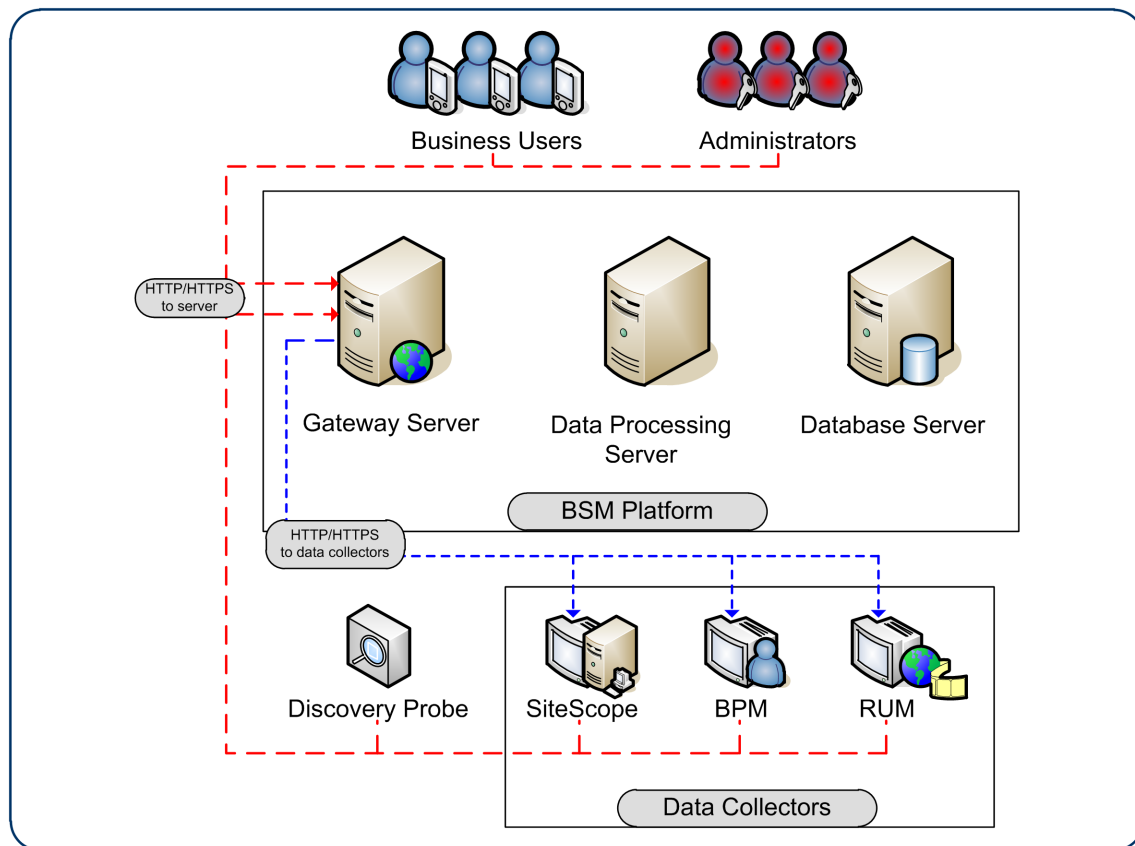 Business Users
Administrators
HTTP/HTTPS
to server
Gateway Server
Data Processing
Server
Database Server
BSM Platform
HTTP/HTTPS
to data collectors
Discovery Probe
SiteScope
BPM
RUM
Data Collectors